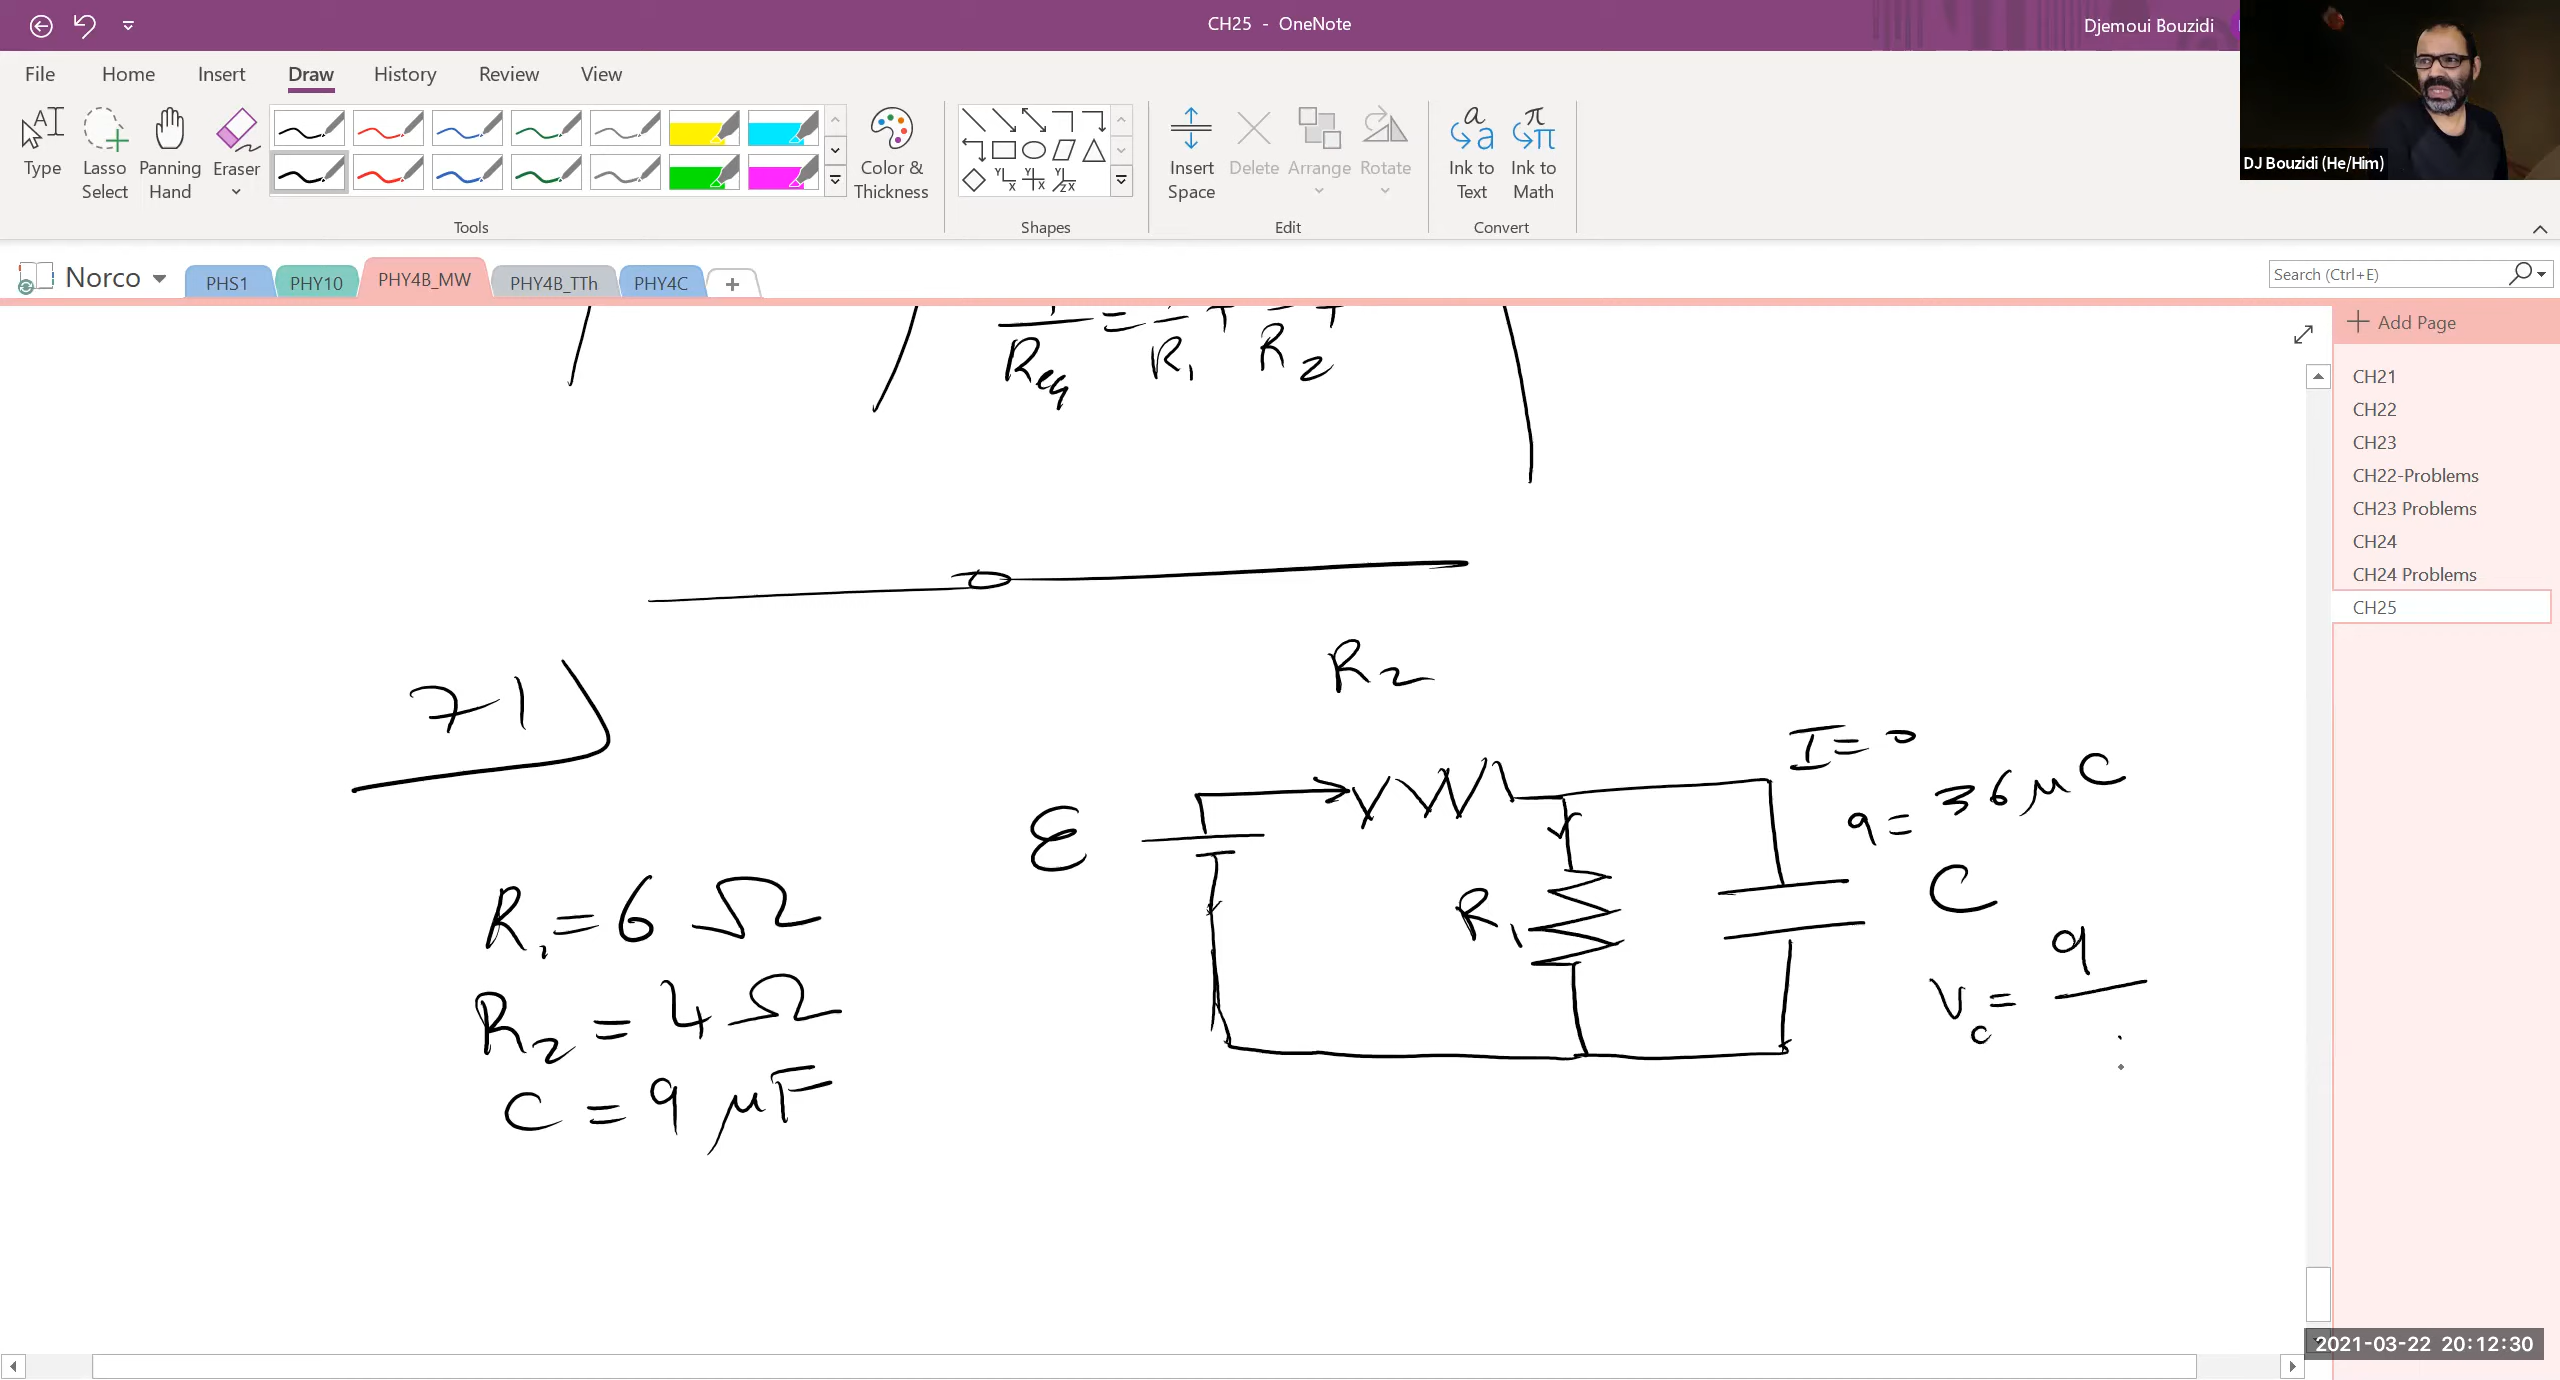 CH25 - OneNote
Djemoui Bouzidi
File Home Insert Draw History Review View
Type
Lasso Select
Panning Hand
Eraser
Color & Thickness
Insert Space
Delete
Arrange
Rotate
Ink to Text
Ink to Math
Tools
Shapes
Edit
Convert
DJ Bouzidi (He/Him)
Norco
PHS1
PHY10
PHY4B_MW
PHY4B_TTh
PHY4C
Search (Ctrl+E)
Add Page
CH21
CH22
CH23
CH22-Problems
CH23 Problems
CH24
CH24 Problems
CH25
Req = R1 + R2 +
71)
R1 = 6 Ω
R2 = 4 Ω
C = 9 μF
R2
ε
R1
I = 0
q = 36 μC
C
Vc = q
2021-03-22 20:12:30